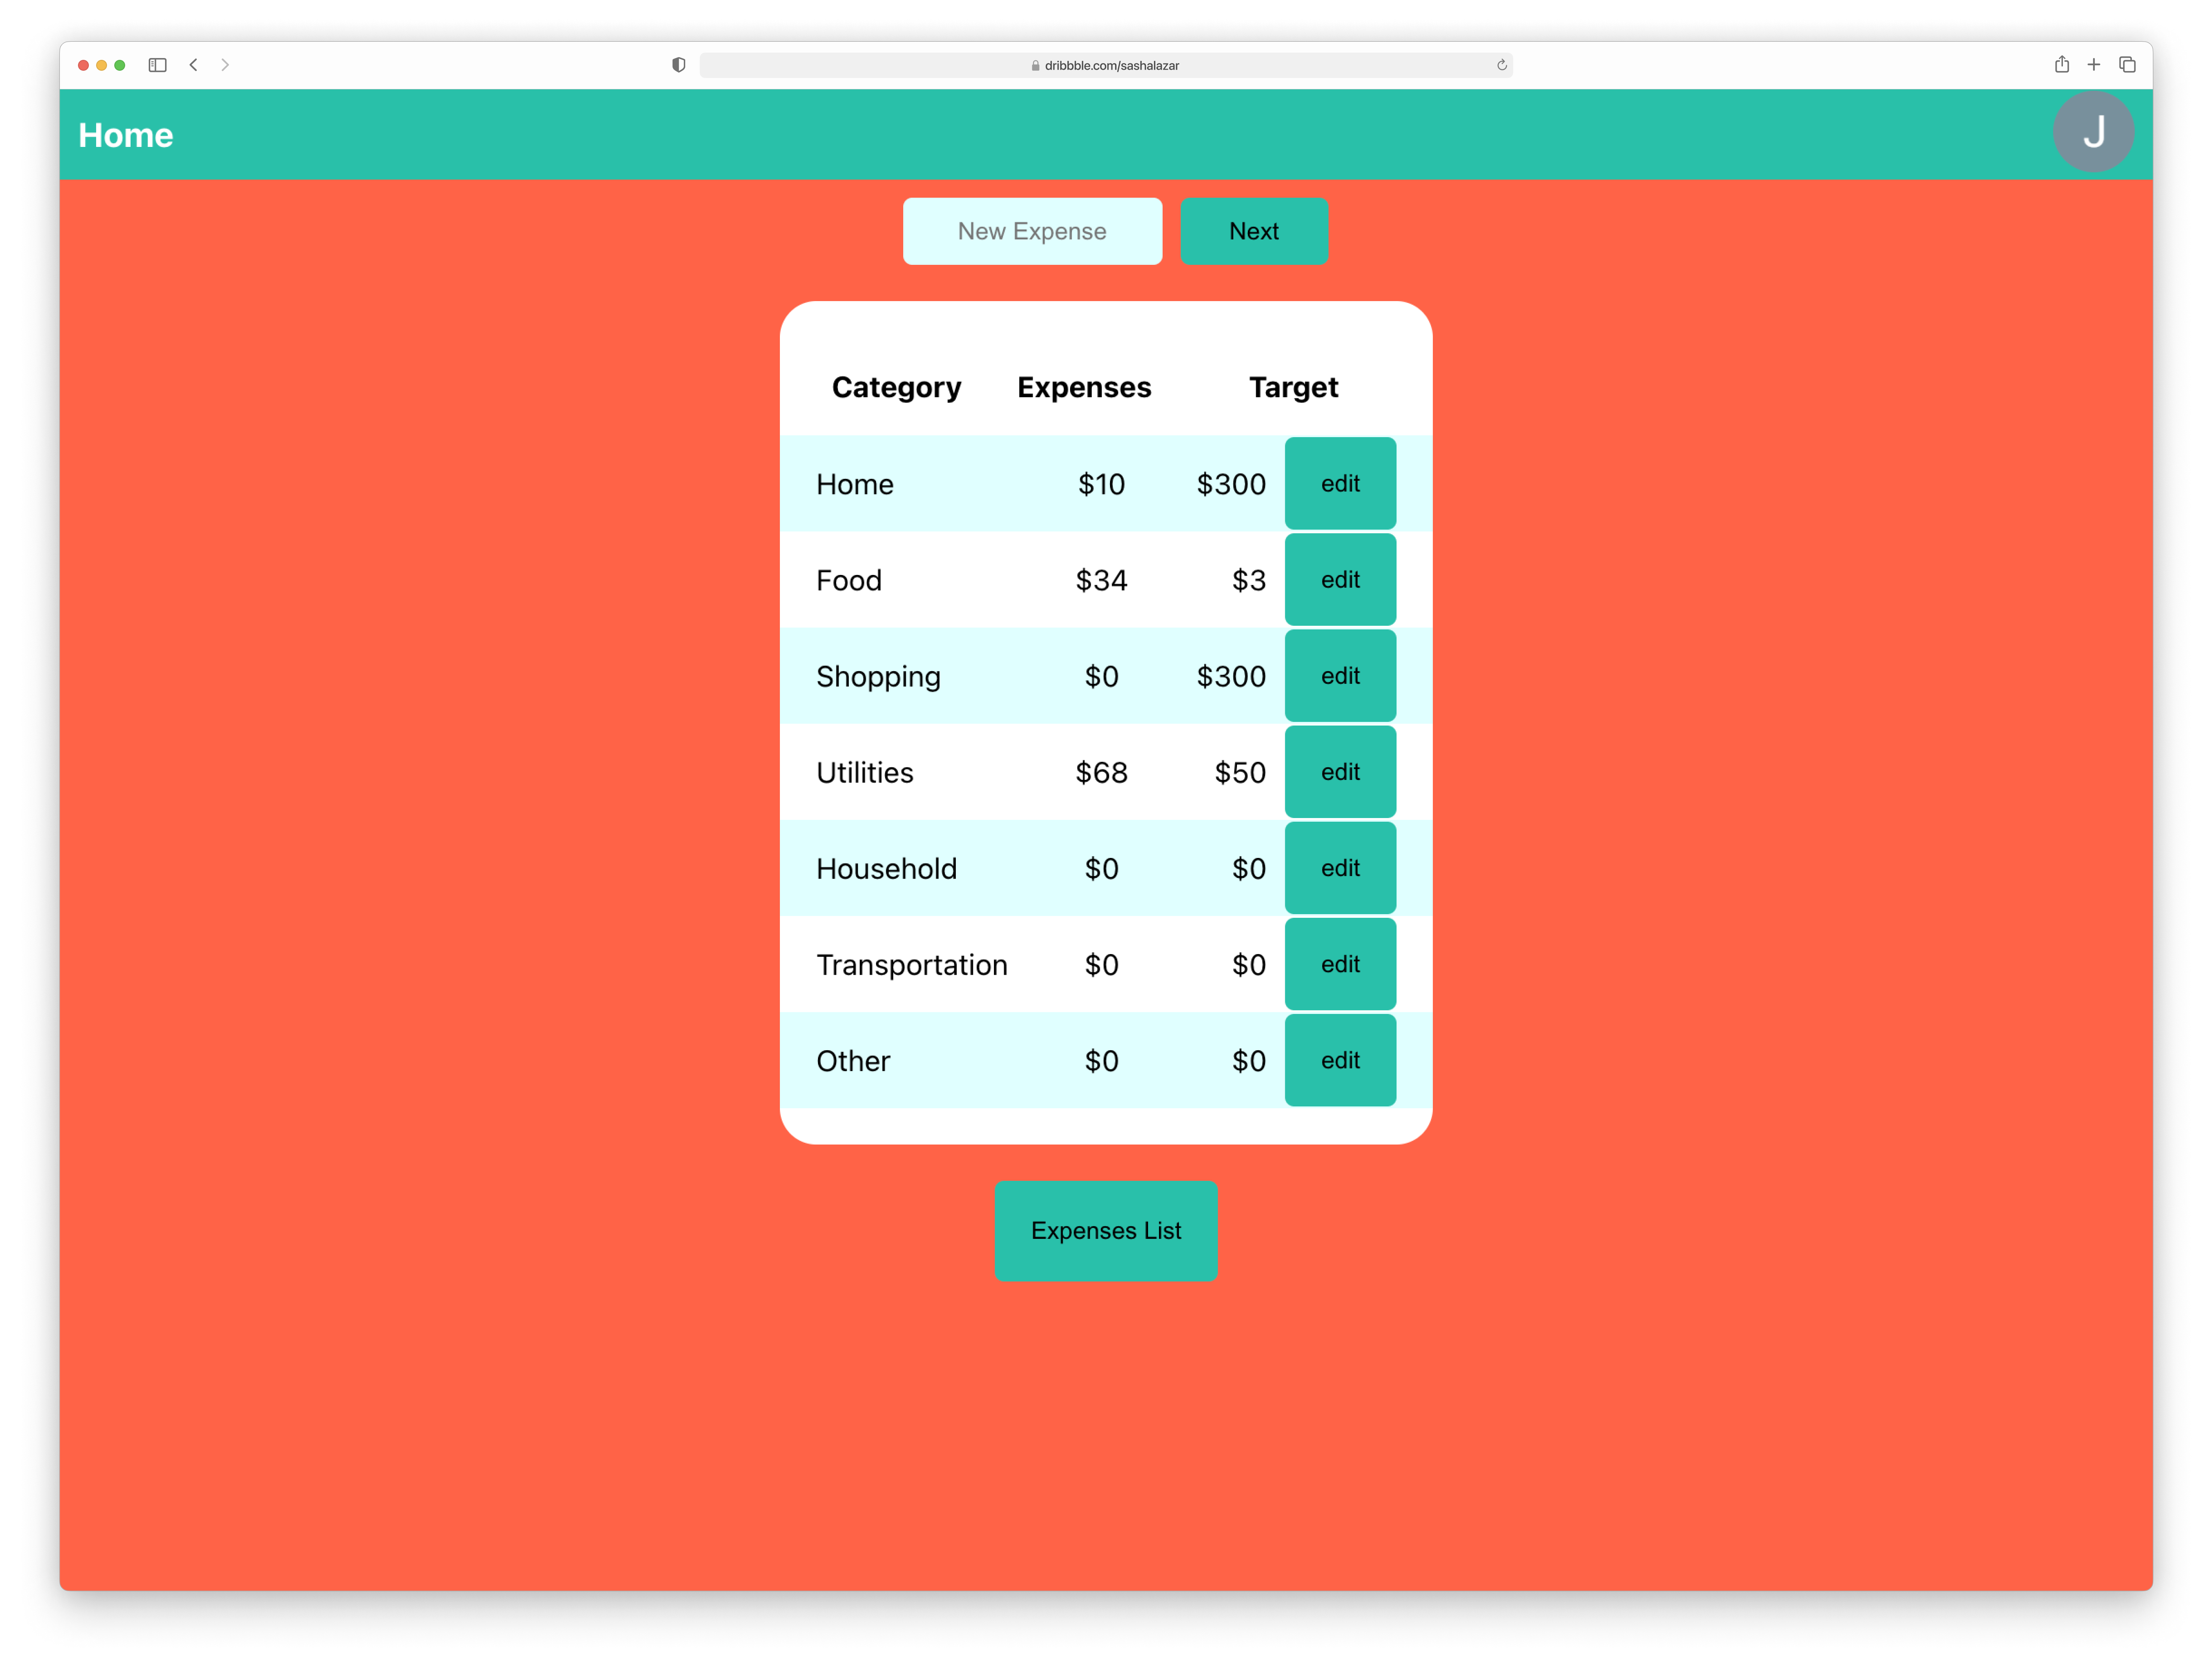 dribbble.com/sashalazar
Home
J
New Expense Next
Category Expenses Target
Home $10 $300 edit
Food $34 $3 edit
Shopping $0 $300 edit
Utilities $68 $50 edit
Household $0 $0 edit
Transportation $0 $0 edit
Other $0 $0 edit
Expenses List